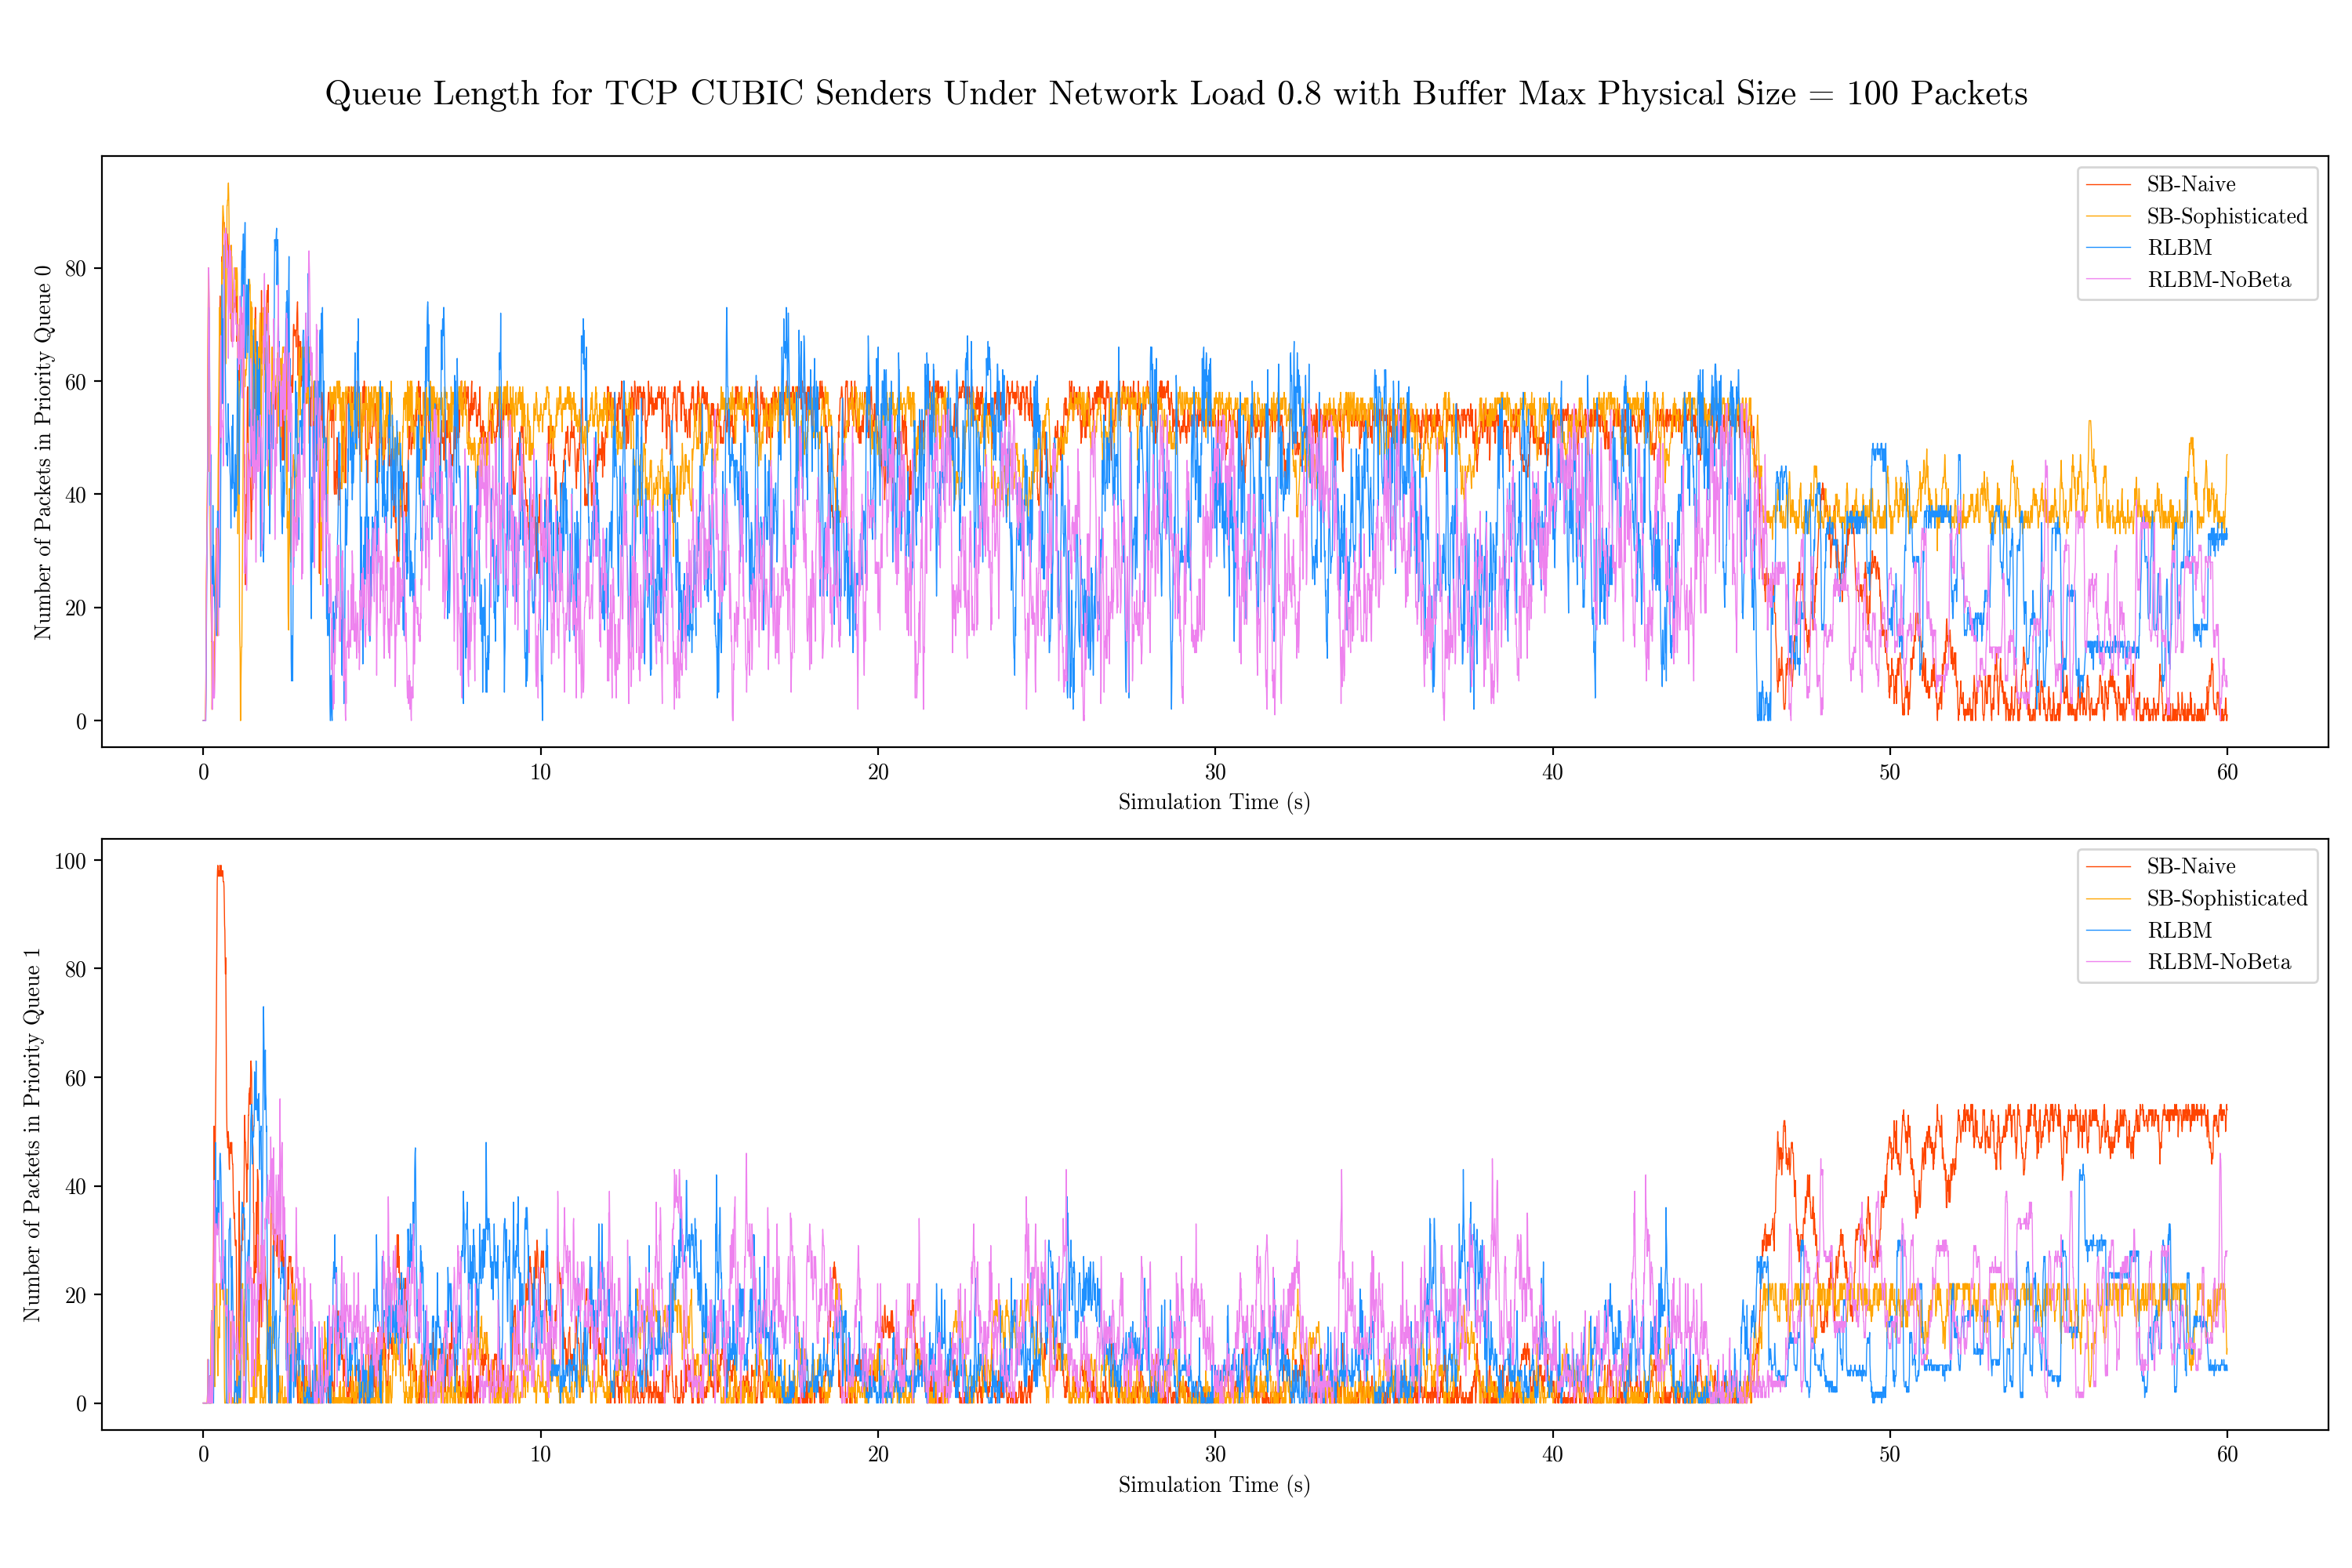 Queue Length for TCP CUBIC Senders Under Network Load 0.8 with Buffer Max Physical Size = 100 Packets
Number of Packets in Priority Queue 0
80
60
40
20
0
SB-Naive
SB-Sophisticated
RLBM
RLBM-NoBeta
0 10 20 30 40 50 60
Simulation Time (s)
Number of Packets in Priority Queue 1
100
80
60
40
20
0
SB-Naive
SB-Sophisticated
RLBM
RLBM-NoBeta
0 10 20 30 40 50 60
Simulation Time (s)